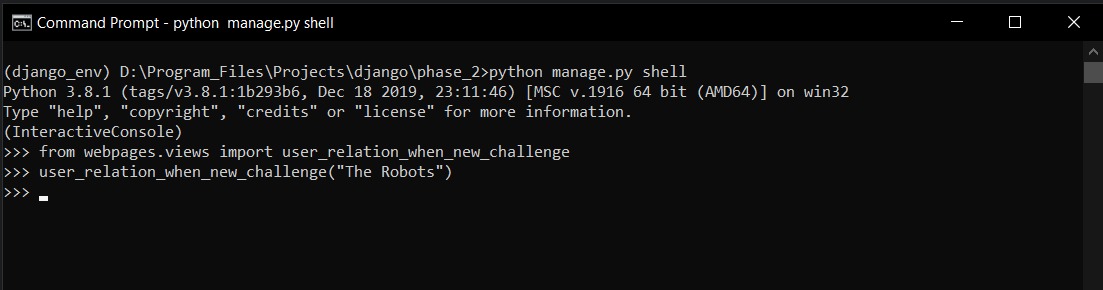 Command Prompt - python  manage.py shell
(django_env) D:\Program_Files\Projects\django\phase_2>python manage.py shell
Python 3.8.1 (tags/v3.8.1:1b293b6, Dec 18 2019, 23:11:46) [MSC v.1916 64 bit (AMD64)] on win32
Type "help", "copyright", "credits" or "license" for more information.
(InteractiveConsole)
>>> from webpages.views import user_relation_when_new_challenge
>>> user_relation_when_new_challenge("The Robots")
>>>